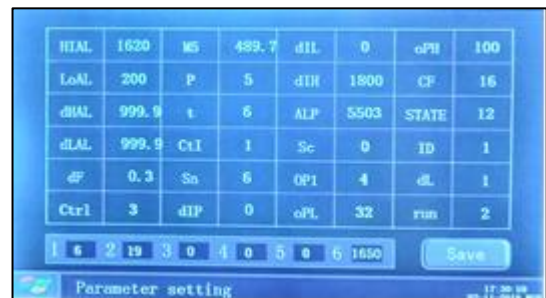 HIAL 1620 M5 489.7 dIL 0 oPH 100
LoAL 200 P 5 dIH 1800 CF 16
dHAL 999.9 t 6 ALP 5503 STATE 12
dLAL 999.9 CtI 1 Sc 0 ID 1
dF 0.3 Sn 6 OP1 4 dL 1
Ctrl 3 dIP 0 oPL 32 run 2
1 6 2 19 3 0 4 0 5 0 6 1650 Save
Parameter setting